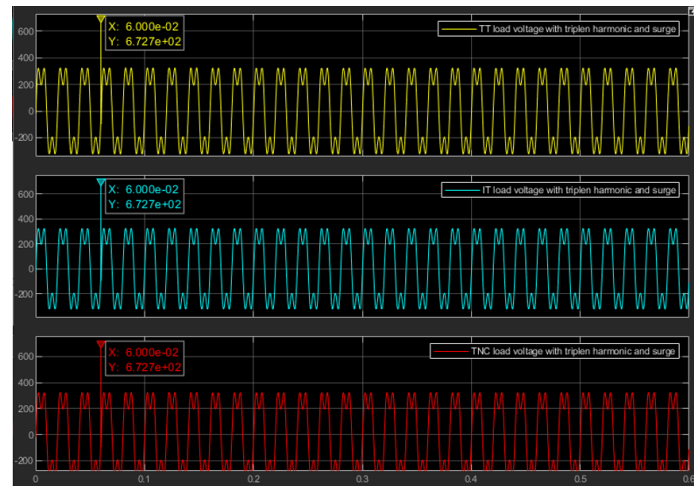 X: 6.000e-02
Y: 6.727e+02
TT load voltage with triplen harmonic and surge
600
400
200
0
-200
X: 6.000e-02
Y: 6.727e+02
IT load voltage with triplen harmonic and surge
600
400
200
0
-200
X: 6.000e-02
Y: 6.727e+02
TNC load voltage with triplen harmonic and surge
600
400
200
0
-200
0 0.1 0.2 0.3 0.4 0.5 0.6